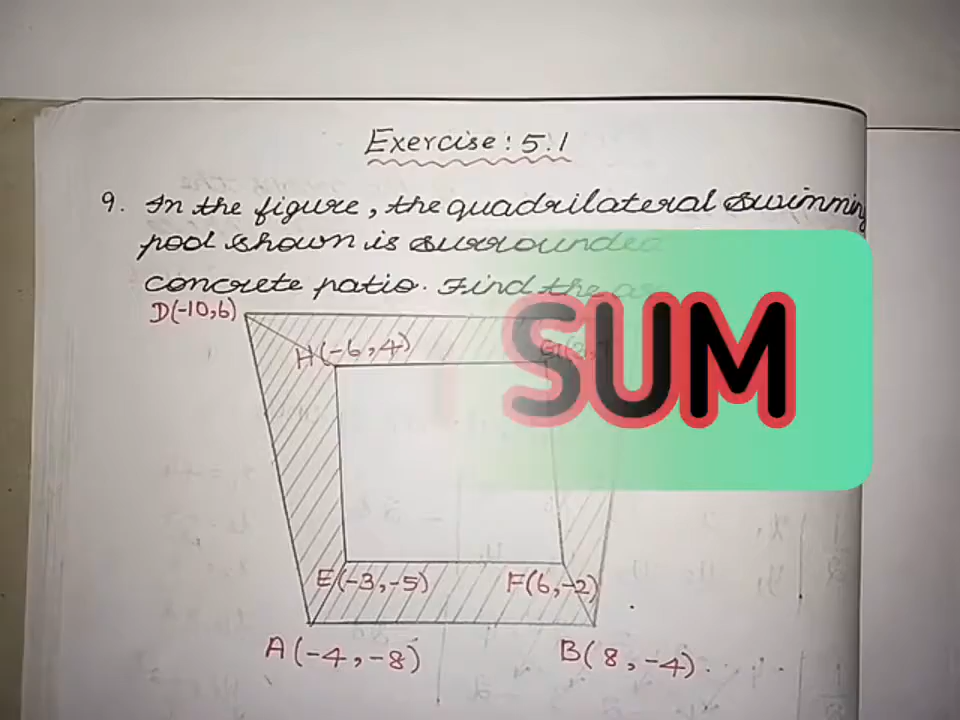 Exercise: 5.1
9. In the figure, the quadrilateral swimming
pool shown is surrounded
concrete patio. Find the
D(-10,6)
H(-6,4)
SUM
E(-3,-5)
F(6,-2)
A(-4,-8)
B(8,-4).